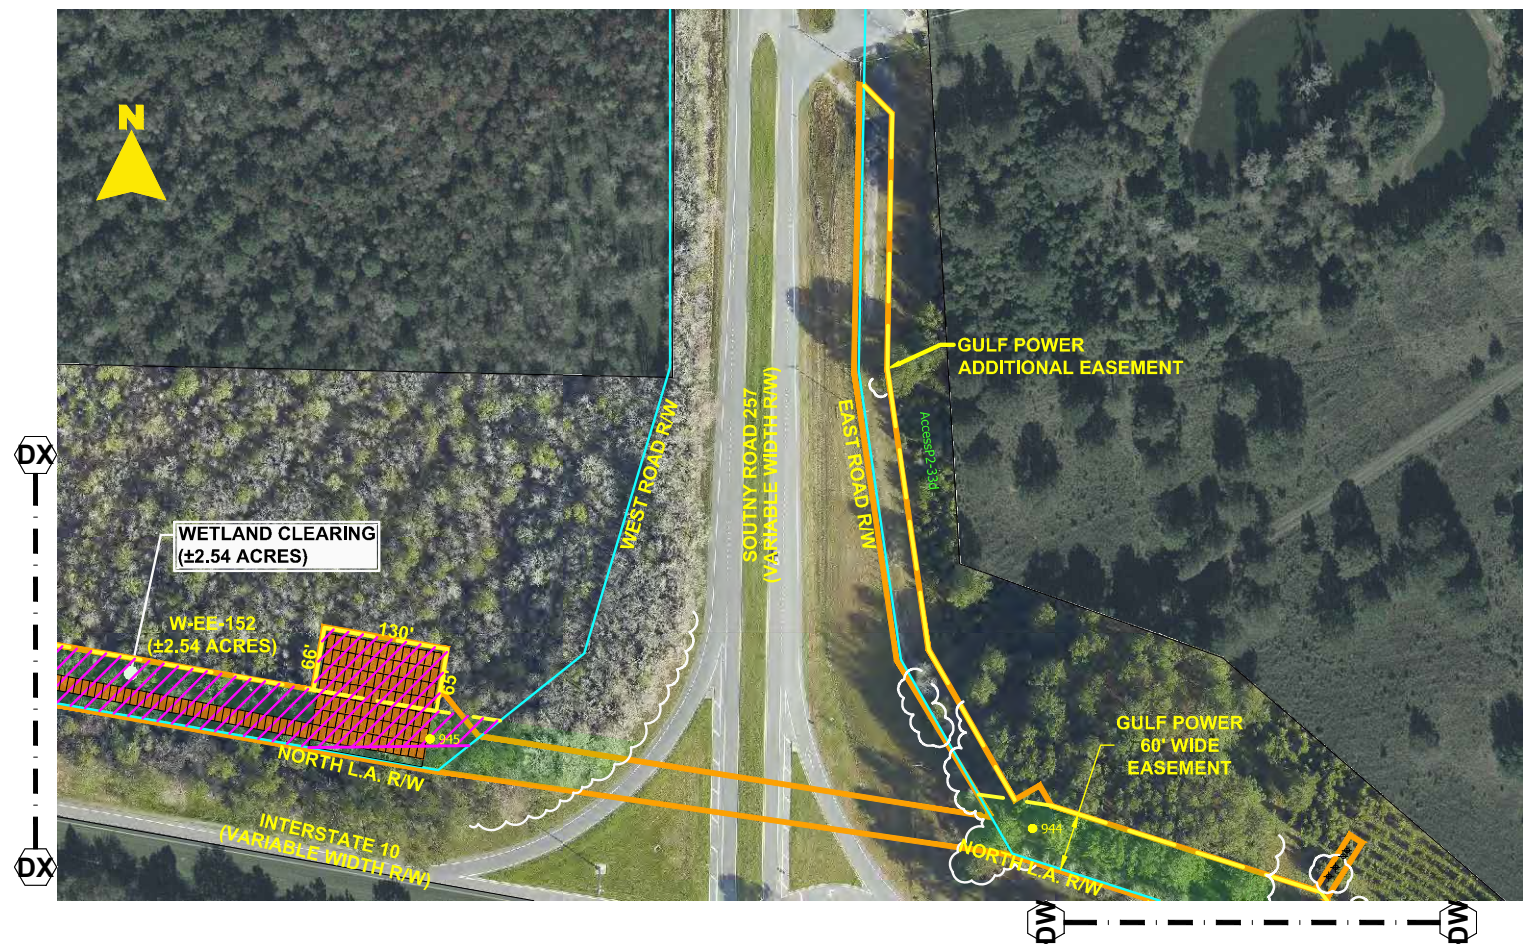 N
GULF POWER
ADDITIONAL EASEMENT
WEST ROAD R/W
SOUTNY ROAD 257
(VARIABLE WIDTH R/W)
EAST ROAD R/W
AccessP2-33d
DX
WETLAND CLEARING
(±2.54 ACRES)
W-EE-152
(±2.54 ACRES)
130'
66'
65'
945
NORTH L.A. R/W
GULF POWER
60' WIDE
EASEMENT
944
NORTH L.A. R/W
INTERSTATE 10
(VARIABLE WIDTH R/W)
DX
DW
DW